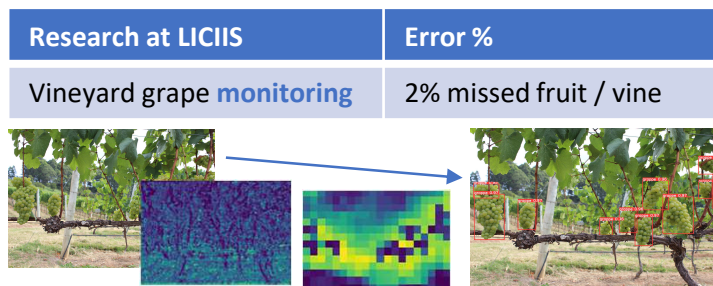 Research at LICIIS
Error %
Vineyard grape monitoring
2% missed fruit / vine